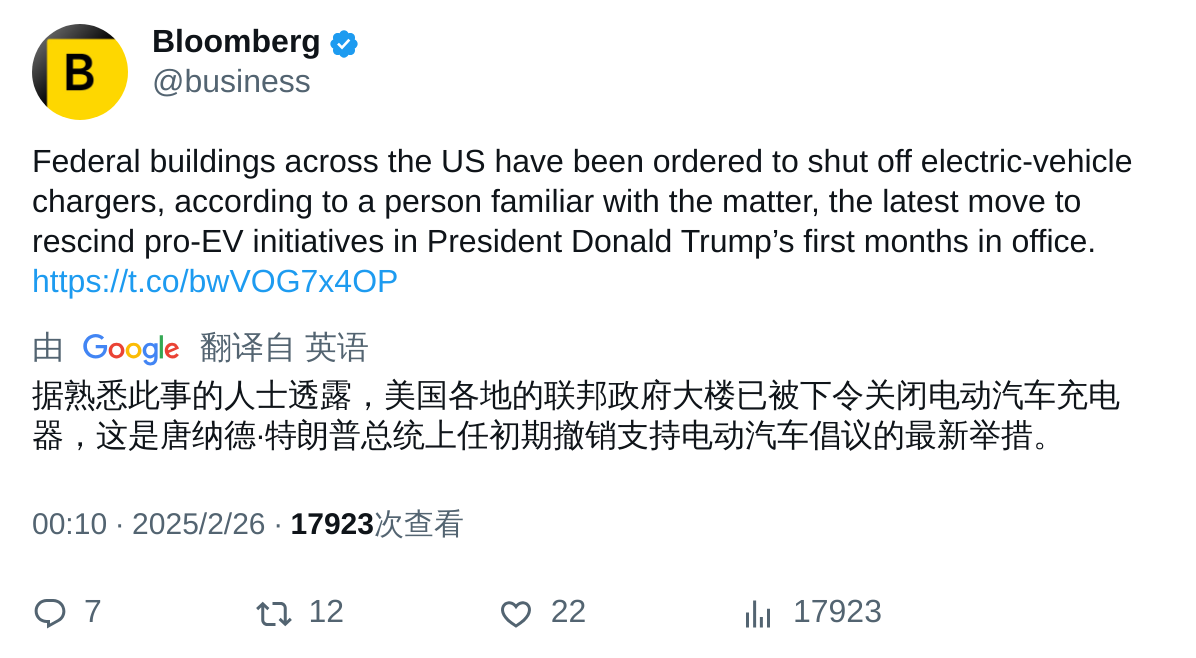 B
Bloomberg
@business
Federal buildings across the US have been ordered to shut off electric-vehicle
chargers, according to a person familiar with the matter, the latest move to
rescind pro-EV initiatives in President Donald Trump’s first months in office.
https://t.co/bwVOG7x4OP
由 Google 翻译自 英语
据熟悉此事的人士透露，美国各地的联邦政府大楼已被下令关闭电动汽车充电
器，这是唐纳德·特朗普总统上任初期撤销支持电动汽车倡议的最新举措。
00:10 · 2025/2/26 · 17923次查看
7 12 22 17923